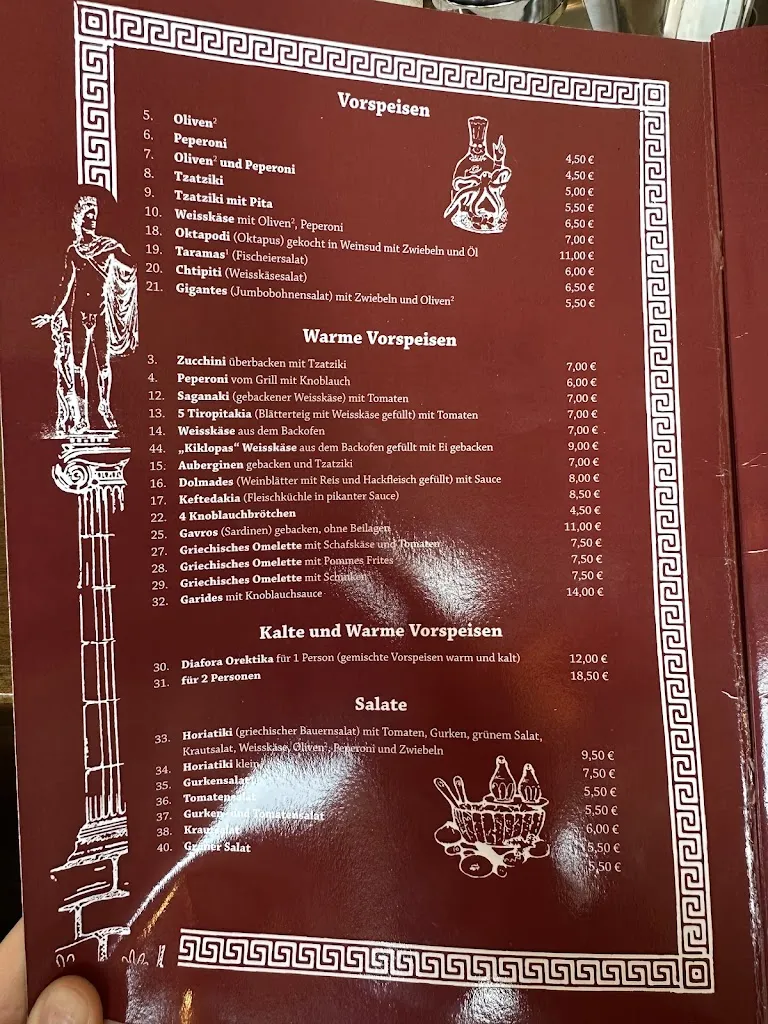 Vorspeisen
5. Oliven² 4,50 €
6. Peperoni 4,50 €
7. Oliven² und Peperoni 5,00 €
8. Tzatziki 5,50 €
9. Tzatziki mit Pita 6,50 €
10. Weisskäse mit Oliven², Peperoni 7,00 €
18. Oktapodi (Oktapus) gekocht in Weinsud mit Zwiebeln und Öl 11,00 €
19. Taramas¹ (Fischeiersalat) 6,00 €
20. Chtipiti (Weisskäsesalat) 6,50 €
21. Gigantes (Jumbobohnensalat) mit Zwiebeln und Oliven² 5,50 €
Warme Vorspeisen
3. Zucchini überbacken mit Tzatziki 7,00 €
4. Peperoni vom Grill mit Knoblauch 6,00 €
12. Saganaki (gebackener Weisskäse) mit Tomaten 7,00 €
13. 5 Tiropitakia (Blätterteig mit Weisskäse gefüllt) mit Tomaten 7,00 €
14. Weisskäse aus dem Backofen 7,00 €
44. „Kiklopas“ Weisskäse aus dem Backofen gefüllt mit Ei gebacken 9,00 €
15. Auberginen gebacken und Tzatziki 7,00 €
16. Dolmades (Weinblätter mit Reis und Hackfleisch gefüllt) mit Sauce 8,00 €
17. Keftedakia (Fleischküchle in pikanter Sauce) 8,50 €
22. 4 Knoblauchbrötchen 4,50 €
25. Gavros (Sardinen) gebacken, ohne Beilagen 11,00 €
27. Griechisches Omelette mit Schafskäse und Tomaten 7,50 €
28. Griechisches Omelette mit Pommes Frites 7,50 €
29. Griechisches Omelette mit Schinken 7,50 €
32. Garides mit Knoblauchsauce 14,00 €
Kalte und Warme Vorspeisen
30. Diafora Orektika für 1 Person (gemischte Vorspeisen warm und kalt) 12,00 €
31. für 2 Personen 18,50 €
Salate
33. Horiatiki (griechischer Bauernsalat) mit Tomaten, Gurken, grünem Salat,
Krautsalat, Weisskäse, Oliven², Peperoni und Zwiebeln 9,50 €
34. Horiatiki klein 7,50 €
35. Gurkensalat 5,50 €
36. Tomatensalat 5,50 €
37. Gurken- und Tomatensalat 6,00 €
38. Krautsalat 5,50 €
40. Grüner Salat 5,50 €